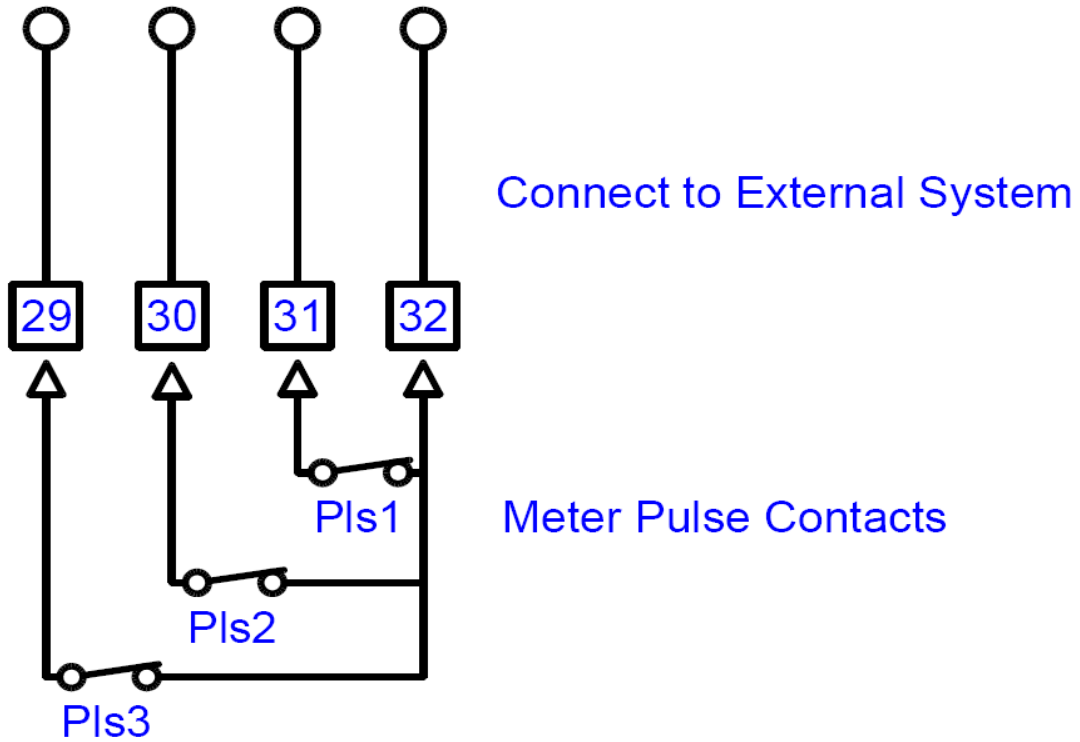 Connect to External System
29 30 31 32
Pls1
Meter Pulse Contacts
Pls2
Pls3